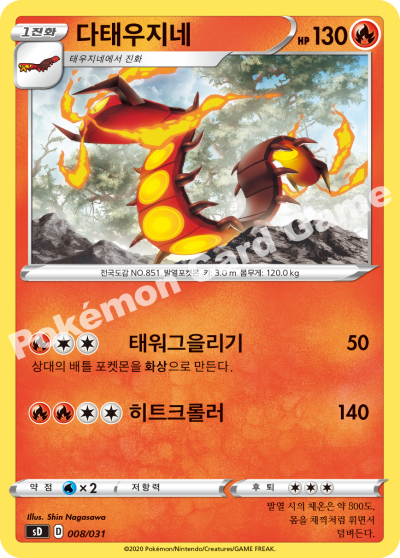 1진화
다태우지네
HP 130
태우지네에서 진화
전국도감 NO.851 발열포켓몬 키: 3.0 m 몸무게: 120.0 kg
Pokémon Card Game
태워그을리기 50
상대의 배틀 포켓몬을 화상으로 만든다.
히트크롤러 140
약점 ×2 저항력 후퇴
Illus. Shin Nagasawa
발열 시의 체온은 약 800도.
몸을 채찍처럼 휘면서
덤벼든다.
sD D 008/031
©2020 Pokémon/Nintendo/Creatures/GAME FREAK.